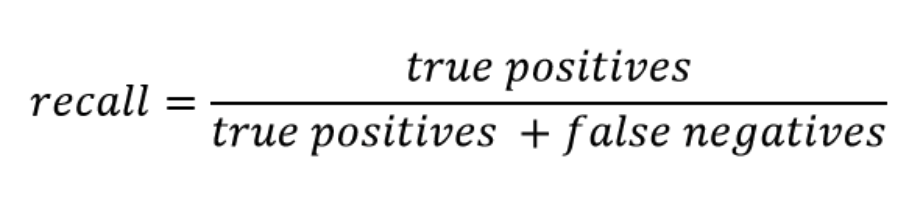 true positives
recall =
true positives + false negatives